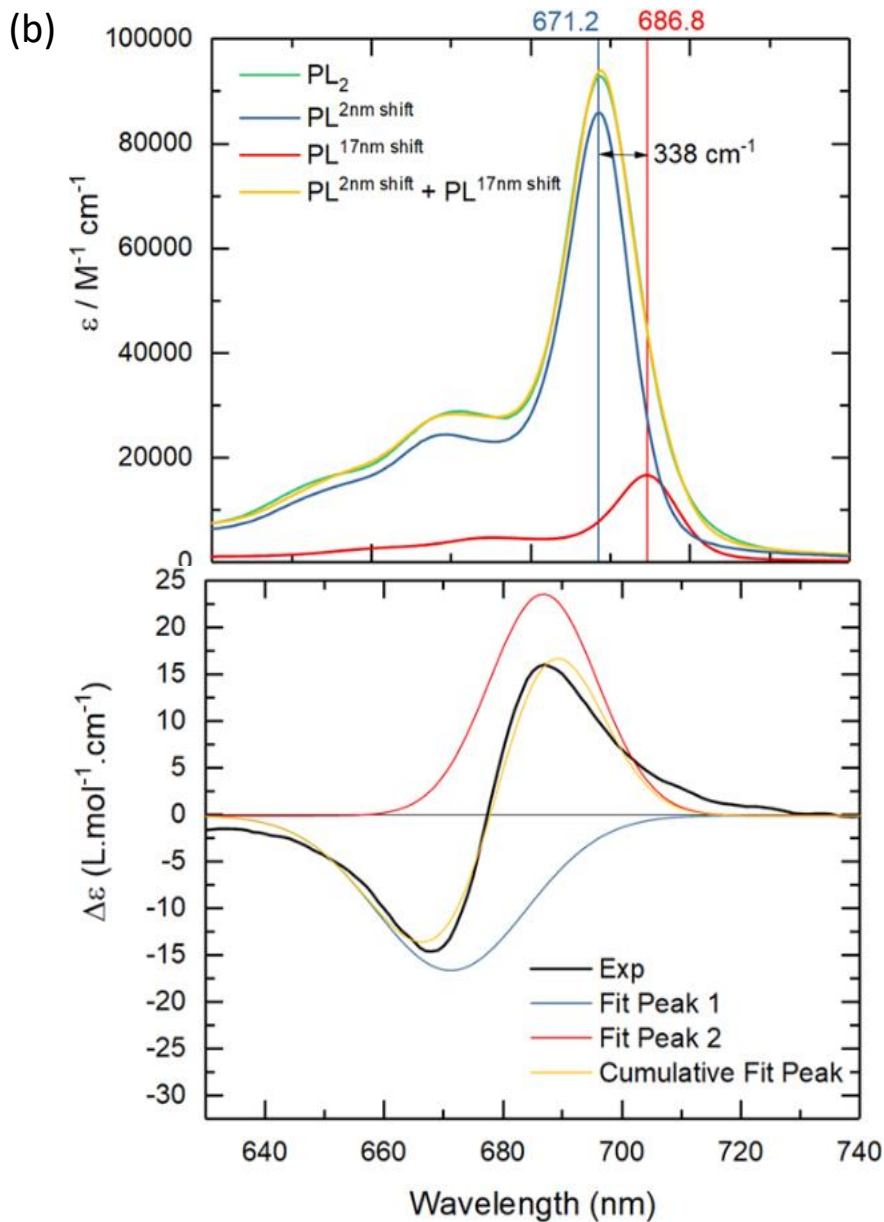 (b)
671.2 686.8
100000
80000
60000
40000
20000
0
ε / M⁻¹ cm⁻¹
PL₂
PL²ⁿᵐ ˢʰⁱᶠᵗ
PL¹⁷ⁿᵐ ˢʰⁱᶠᵗ
PL²ⁿᵐ ˢʰⁱᶠᵗ + PL¹⁷ⁿᵐ ˢʰⁱᶠᵗ
338 cm⁻¹
25
20
15
10
5
0
-5
-10
-15
-20
-25
-30
Δε (L.mol⁻¹.cm⁻¹)
Exp
Fit Peak 1
Fit Peak 2
Cumulative Fit Peak
640 660 680 700 720 740
Wavelength (nm)